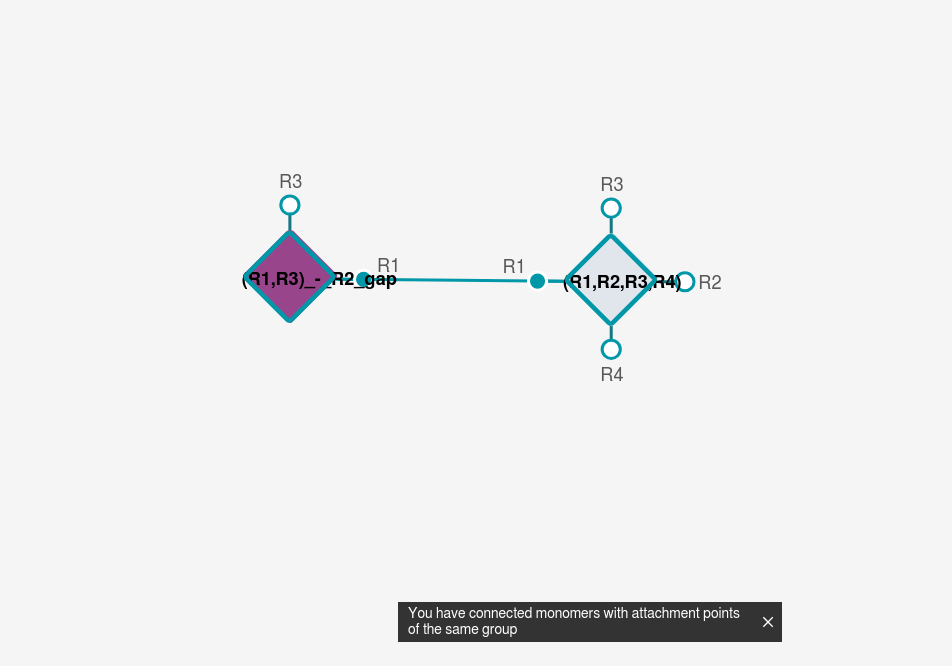 R3
R3
R1
R1
(R1,R3)_-_R2_gap
(R1,R2,R3,R4)
R2
R4
You have connected monomers with attachment points
of the same group